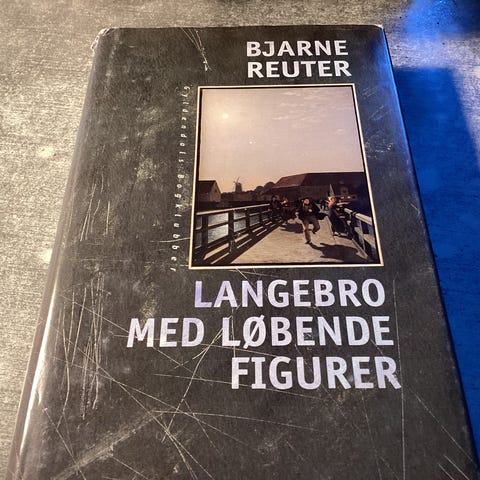 BJARNE
REUTER
Gyldendals Bogklubber
LANGEBRO
MED LØBENDE
FIGURER